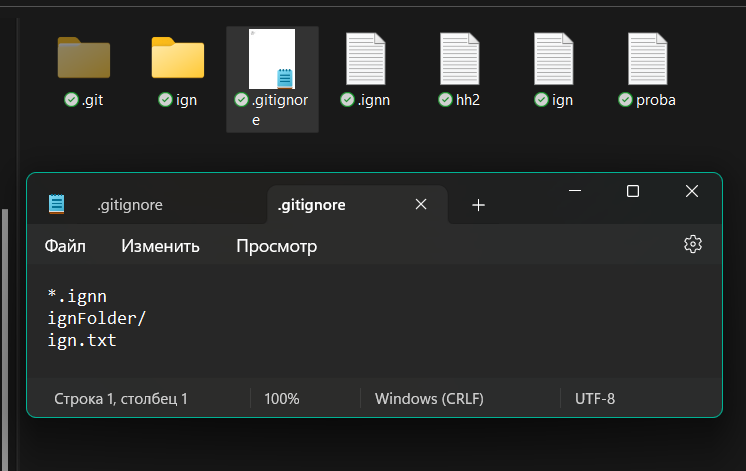 .git
ign
.gitignor
e
.ignn
hh2
ign
proba
.gitignore
.gitignore
Файл Изменить Просмотр
*.ignn
ignFolder/
ign.txt
Строка 1, столбец 1 100% Windows (CRLF) UTF-8